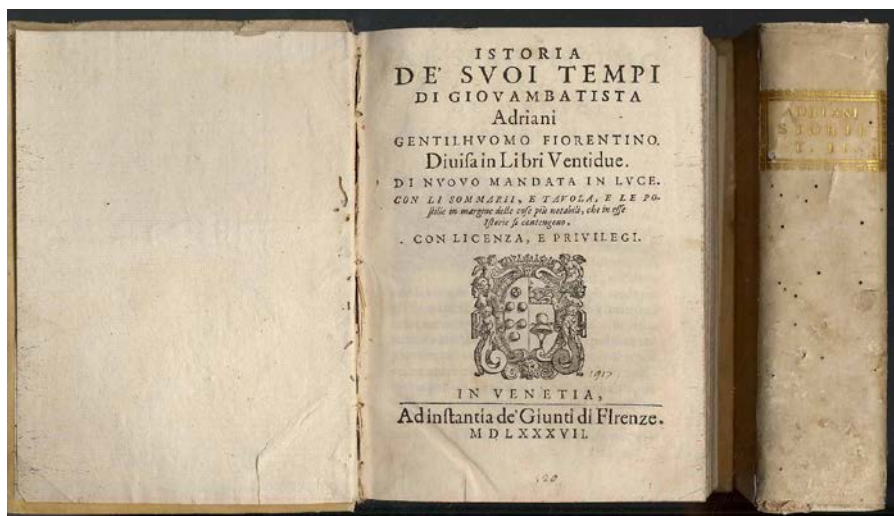 ISTORIA
DE' SVOI TEMPI
DI GIOVAMBATISTA
Adriani
GENTILHVOMO FIORENTINO.
Diuisa in Libri Ventidue.
DI NVOVO MANDATA IN LVCE.
CON LI SOMMARII, E TAVOLA, E LE PO-
stille in margine delle cose più notabili, che in esse
Istorie si contengono.
CON LICENZA, E PRIVILEGI.
IN VENETIA,
Ad instantia de' Giunti di FIrenze.
MDLXXXVII.
ADRIANI
STORIE
T. II.